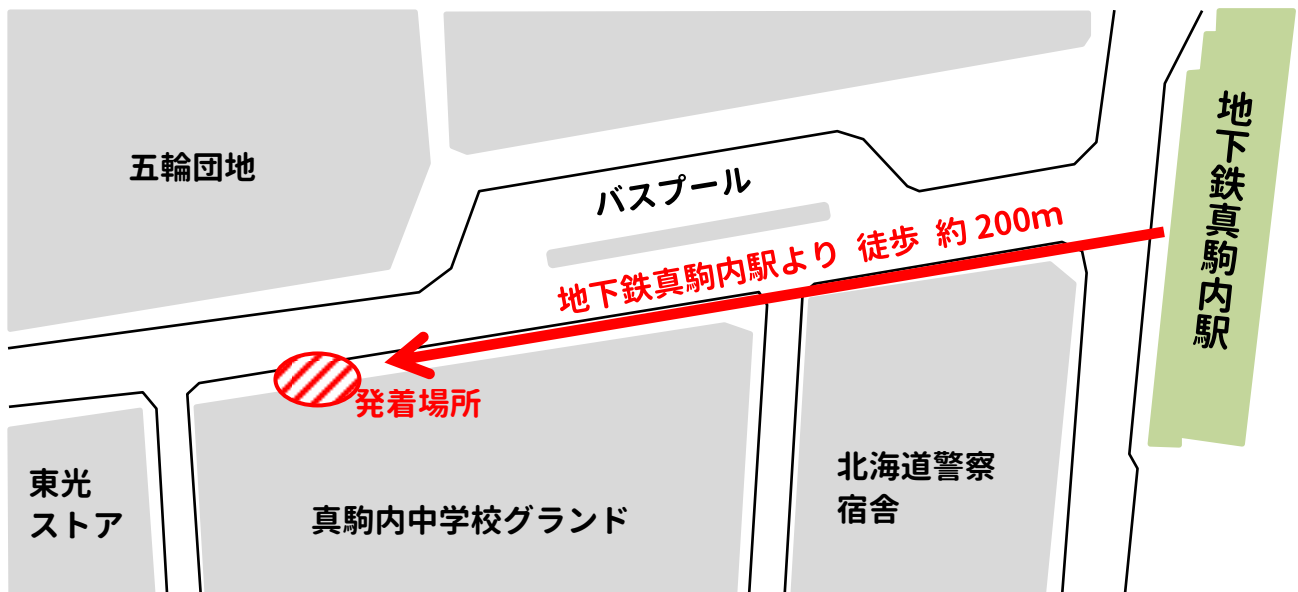 五輪団地
バスプール
地下鉄真駒内駅
地下鉄真駒内駅より 徒歩 約 200m
発着場所
東光
ストア
真駒内中学校グランド
北海道警察
宿舎